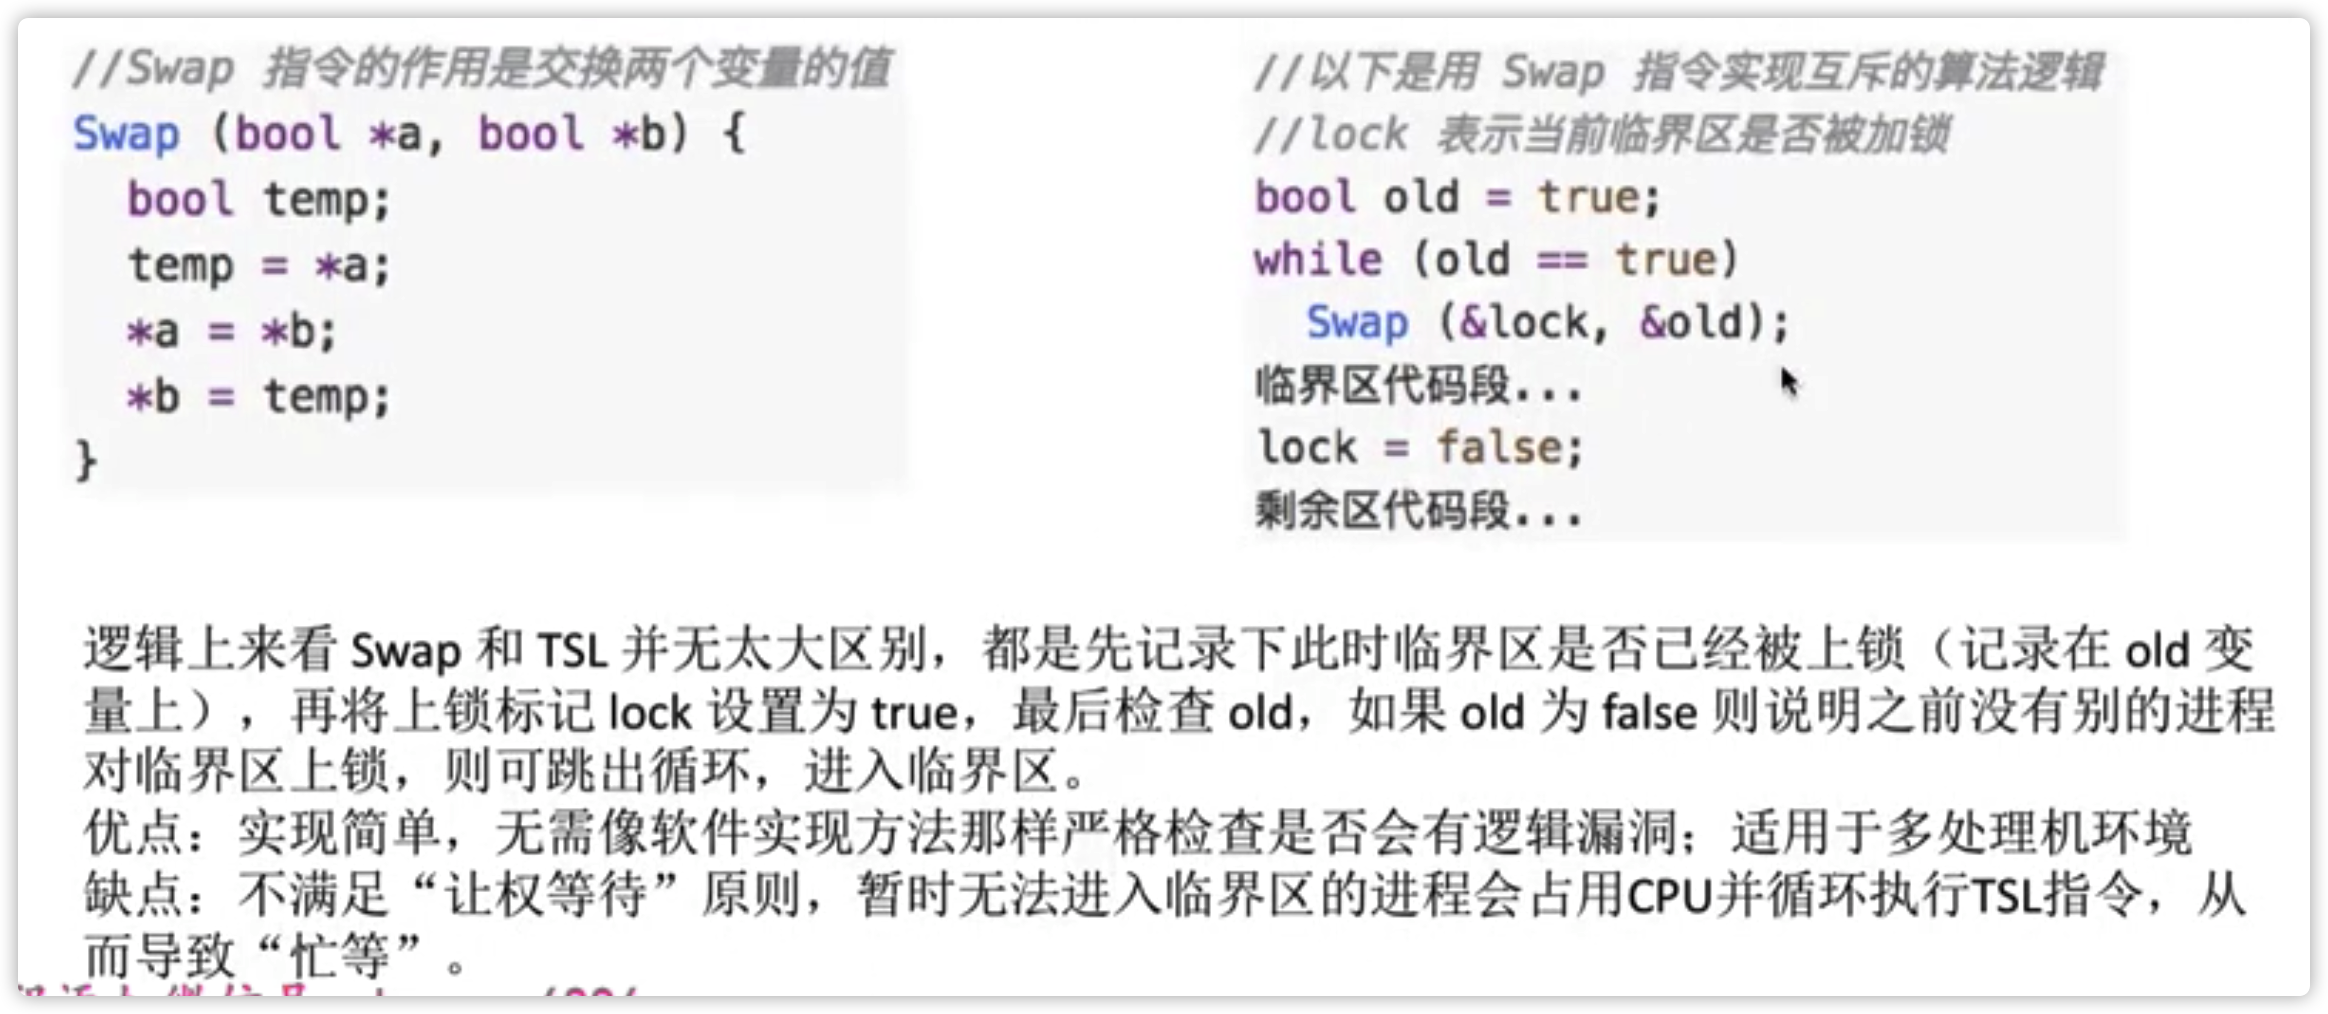 //Swap 指令的作用是交换两个变量的值
Swap (bool *a, bool *b) {
  bool temp;
  temp = *a;
  *a = *b;
  *b = temp;
}
//以下是用 Swap 指令实现互斥的算法逻辑
//lock 表示当前临界区是否被加锁
bool old = true;
while (old == true)
  Swap (&lock, &old);
临界区代码段...
lock = false;
剩余区代码段...
逻辑上来看 Swap 和 TSL 并无太大区别，都是先记录下此时临界区是否已经被上锁（记录在 old 变
量上），再将上锁标记 lock 设置为 true，最后检查 old，如果 old 为 false 则说明之前没有别的进程
对临界区上锁，则可跳出循环，进入临界区。
优点：实现简单，无需像软件实现方法那样严格检查是否会有逻辑漏洞；适用于多处理机环境
缺点：不满足“让权等待”原则，暂时无法进入临界区的进程会占用CPU并循环执行TSL指令，从
而导致“忙等”。